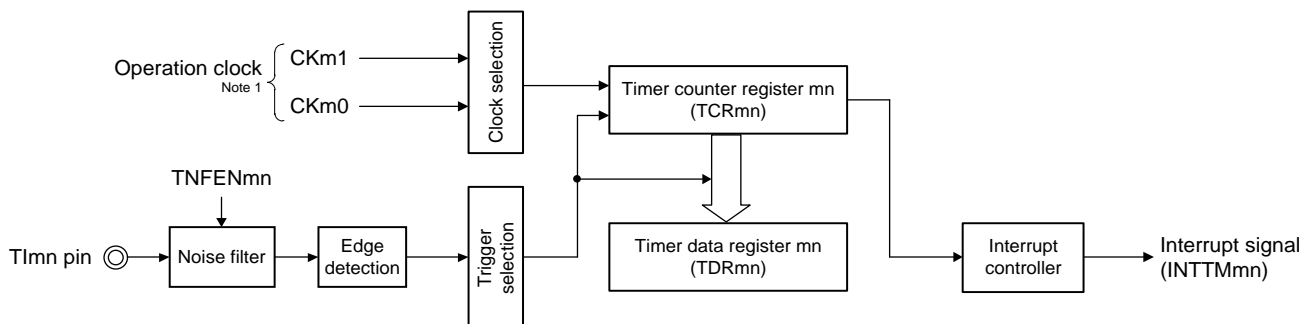 Operation clock
Note 1
CKm1
CKm0
Clock selection
Timer counter register mn
(TCRmn)
TNFENmn
TImn pin
Noise filter
Edge
detection
Trigger
selection
Timer data register mn
(TDRmn)
Interrupt
controller
Interrupt signal
(INTTMmn)